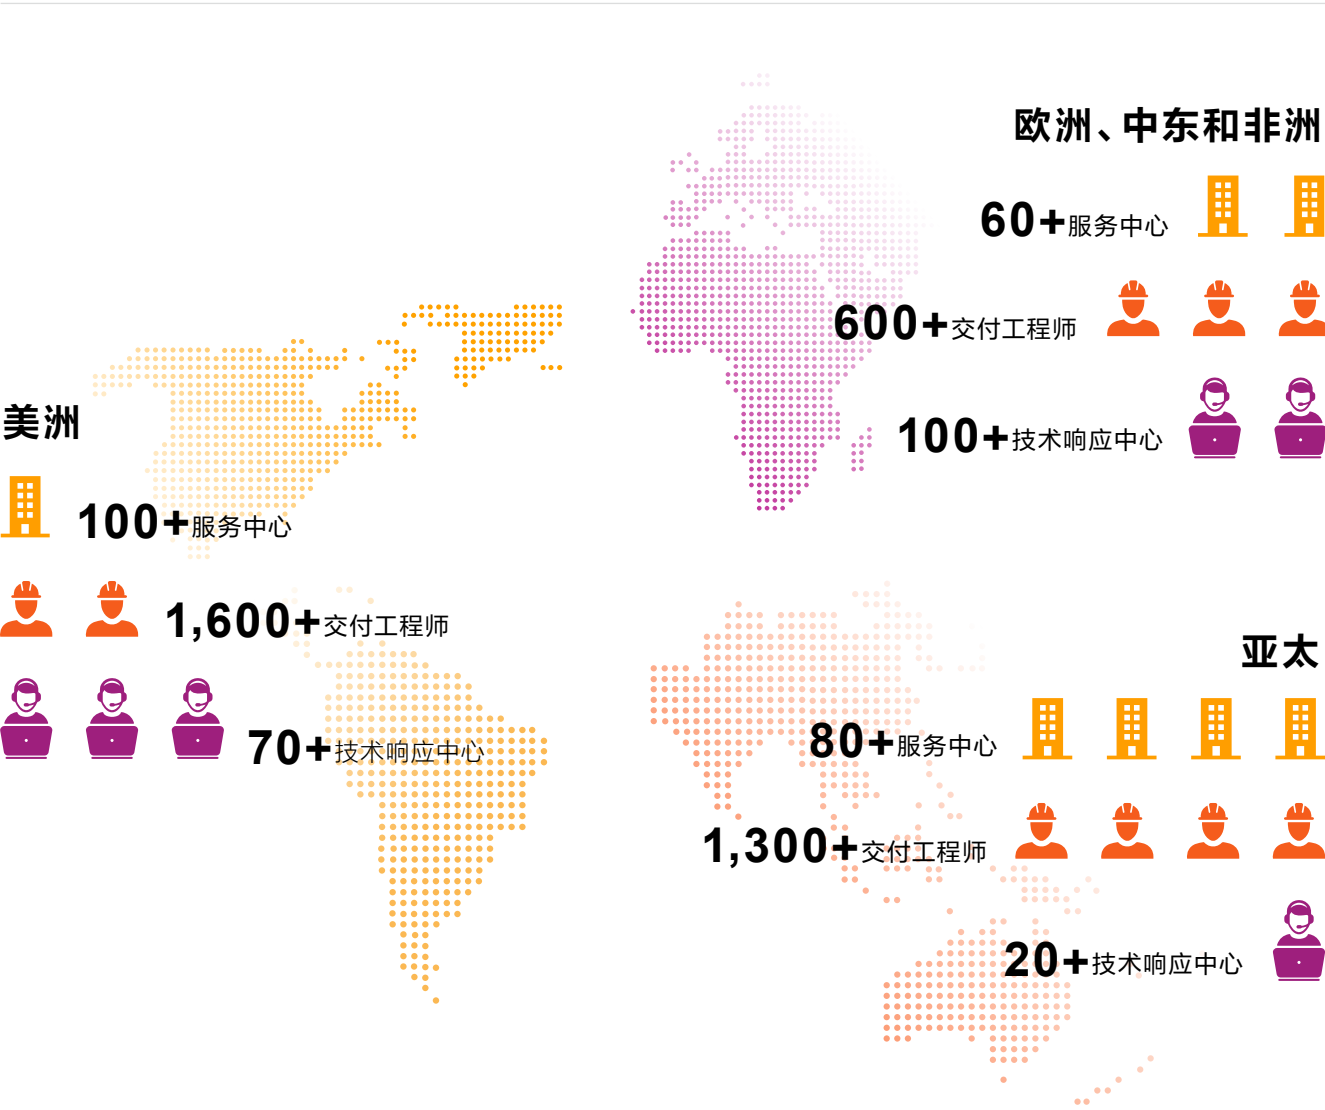 欧洲、中东和非洲
60+服务中心
600+交付工程师
100+技术响应中心
美洲
100+服务中心
1,600+交付工程师
70+技术响应中心
亚太
80+服务中心
1,300+交付工程师
20+技术响应中心